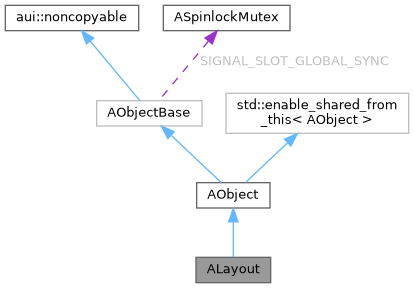 aui::noncopyable
ASpinlockMutex
SIGNAL_SLOT_GLOBAL_SYNC
AObjectBase
std::enable_shared_from
_this< AObject >
AObject
ALayout